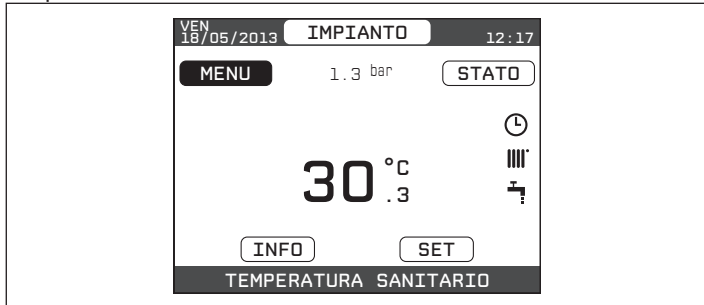 VEN
18/05/2013 IMPIANTO 12:17
MENU 1.3 bar STATO
30.3 °C
INFO SET
TEMPERATURA SANITARIO